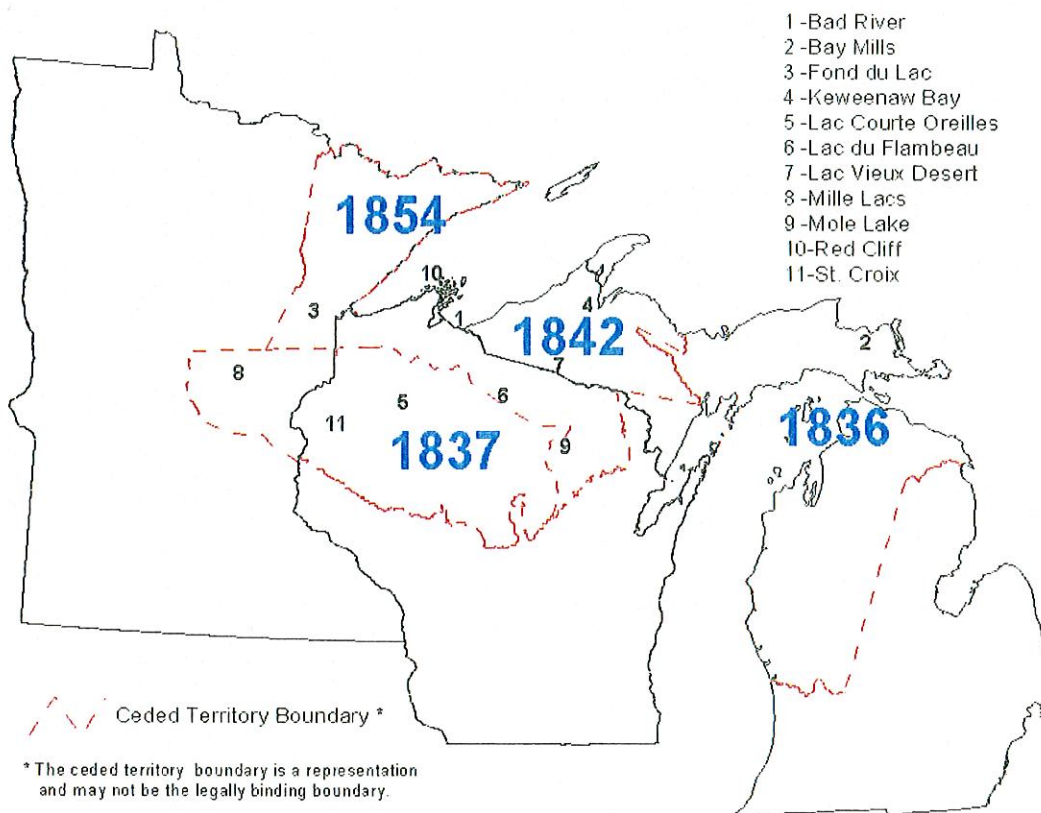 1 -Bad River
2 -Bay Mills
3 -Fond du Lac
4 -Keweenaw Bay
5 -Lac Courte Oreilles
6 -Lac du Flambeau
7 -Lac Vieux Desert
8 -Mille Lacs
9 -Mole Lake
10-Red Cliff
11-St. Croix
1854
10
3
1
4
1842
2
7
8
6
5
11
1837
9
1836
Ceded Territory Boundary *
* The ceded territory boundary is a representation
and may not be the legally binding boundary.